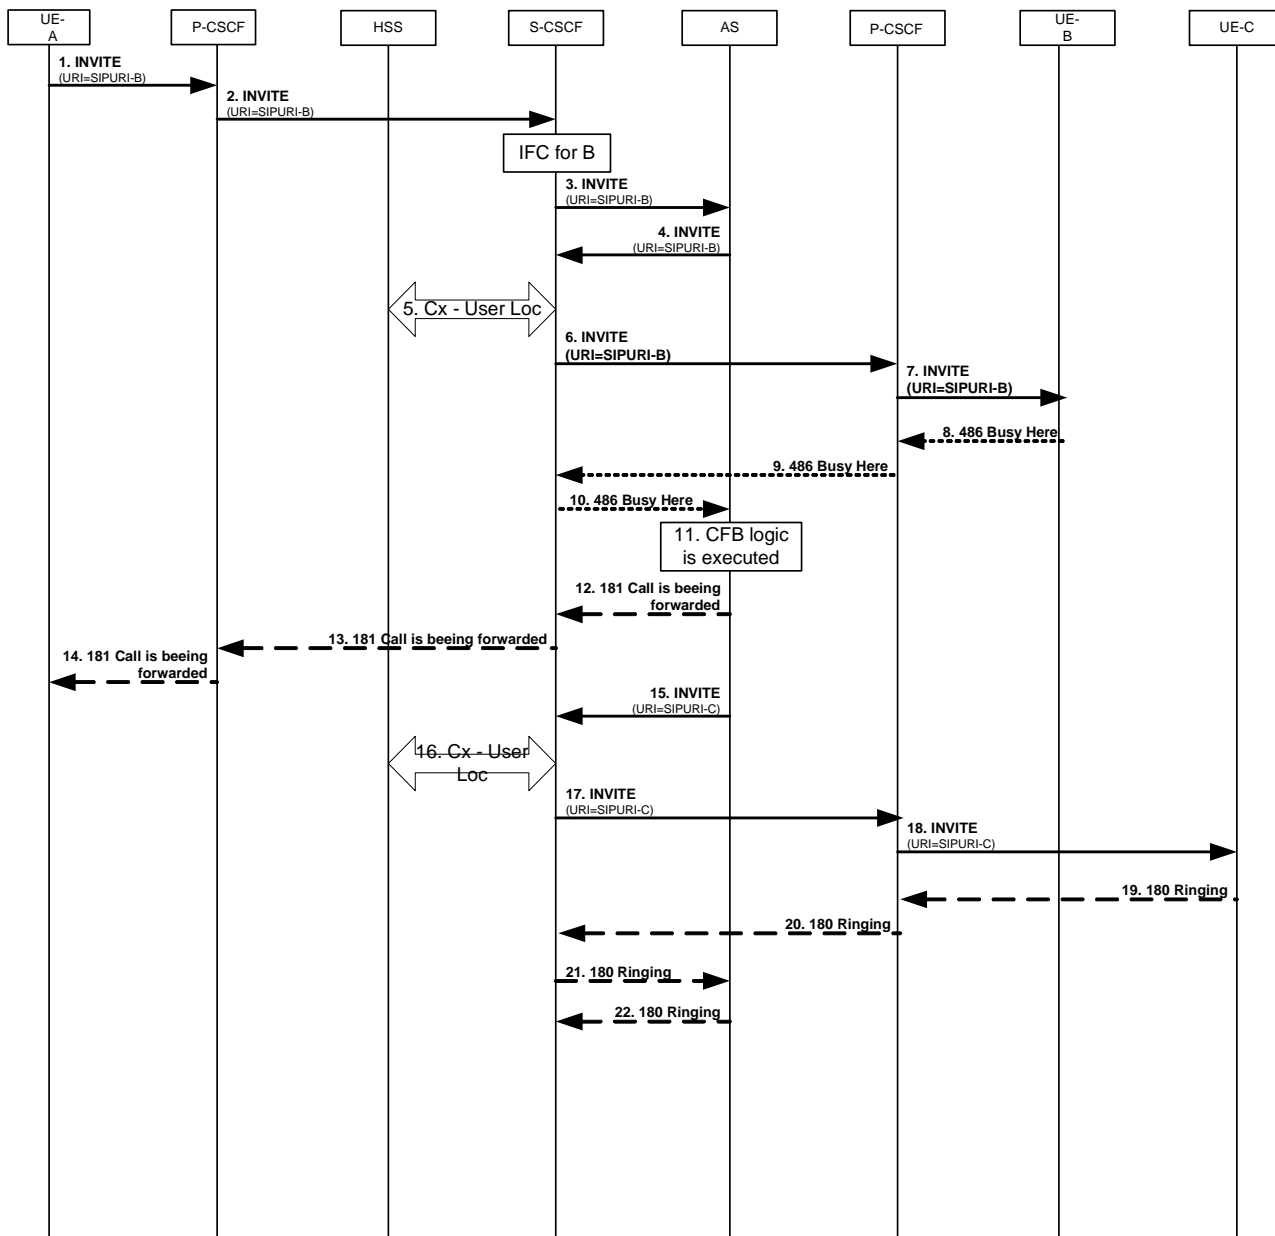 UE-
A
P-CSCF
HSS
S-CSCF
AS
P-CSCF
UE-
B
UE-C
1. INVITE
(URI=SIPURI-B)
2. INVITE
(URI=SIPURI-B)
IFC for B
3. INVITE
(URI=SIPURI-B)
4. INVITE
(URI=SIPURI-B)
5. Cx - User Loc
6. INVITE
(URI=SIPURI-B)
7. INVITE
(URI=SIPURI-B)
8. 486 Busy Here
9. 486 Busy Here
10. 486 Busy Here
11. CFB logic
is executed
12. 181 Call is beeing
forwarded
13. 181 Call is beeing forwarded
14. 181 Call is beeing
forwarded
15. INVITE
(URI=SIPURI-C)
16. Cx - User
Loc
17. INVITE
(URI=SIPURI-C)
18. INVITE
(URI=SIPURI-C)
19. 180 Ringing
20. 180 Ringing
21. 180 Ringing
22. 180 Ringing